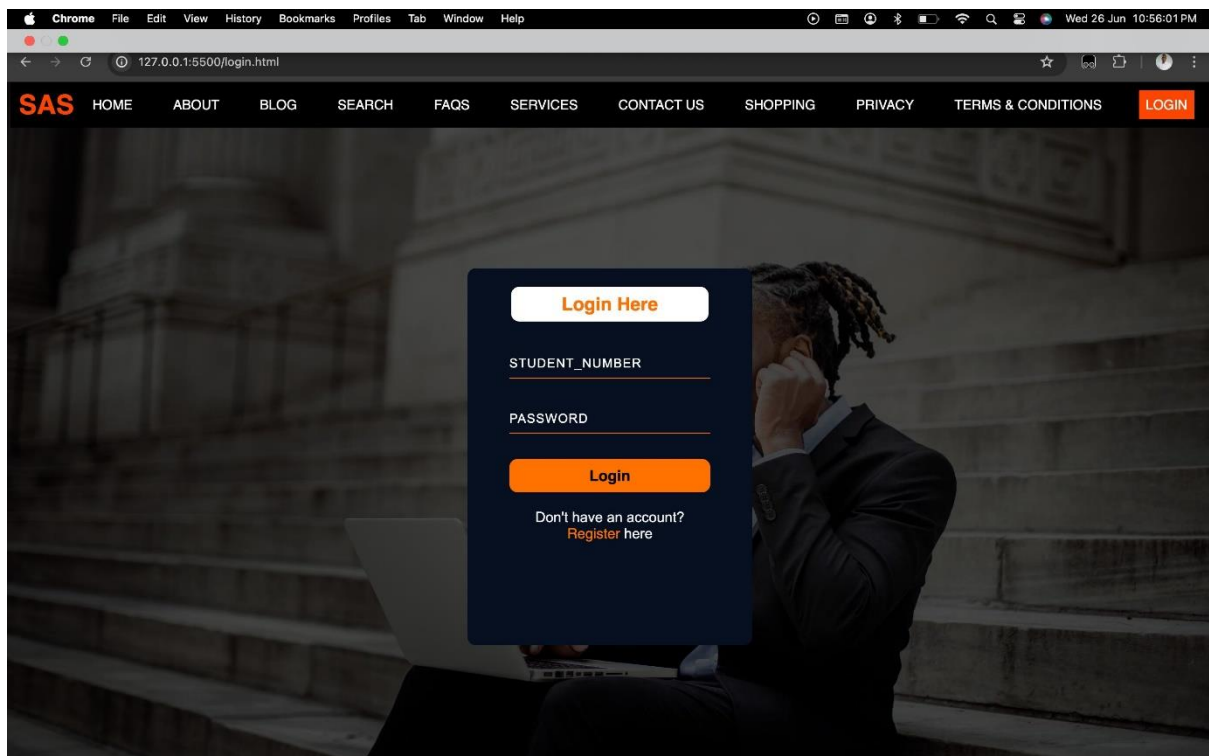 Chrome File Edit View History Bookmarks Profiles Tab Window Help Wed 26 Jun 10:56:01 PM
127.0.0.1:5500/login.html
SAS HOME ABOUT BLOG SEARCH FAQS SERVICES CONTACT US SHOPPING PRIVACY TERMS & CONDITIONS LOGIN
Login Here
STUDENT_NUMBER
PASSWORD
Login
Don't have an account?
Register here